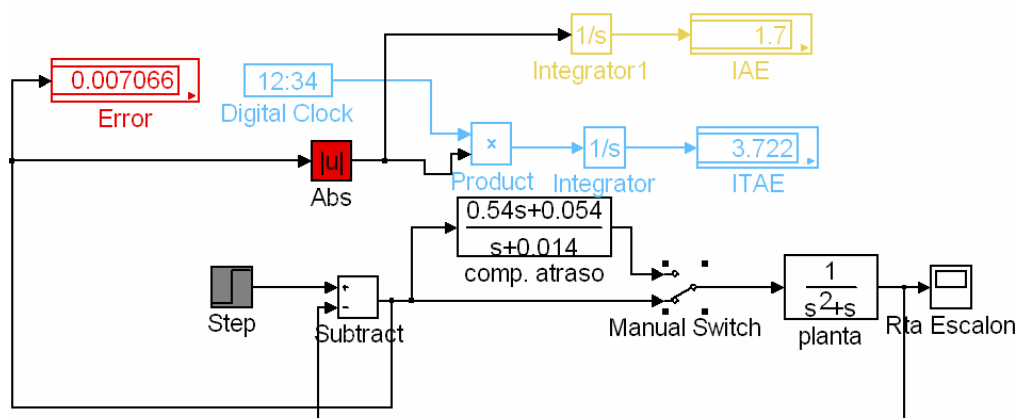 1/s
1.7
Integrator1
IAE
0.007066
Error
12:34
Digital Clock
|u|
Abs
×
Product
1/s
Integrator
3.722
ITAE
0.54s+0.054
s+0.014
comp. atraso
Step
+
−
Subtract
Manual Switch
1
s2+s
planta
Rta Escalon